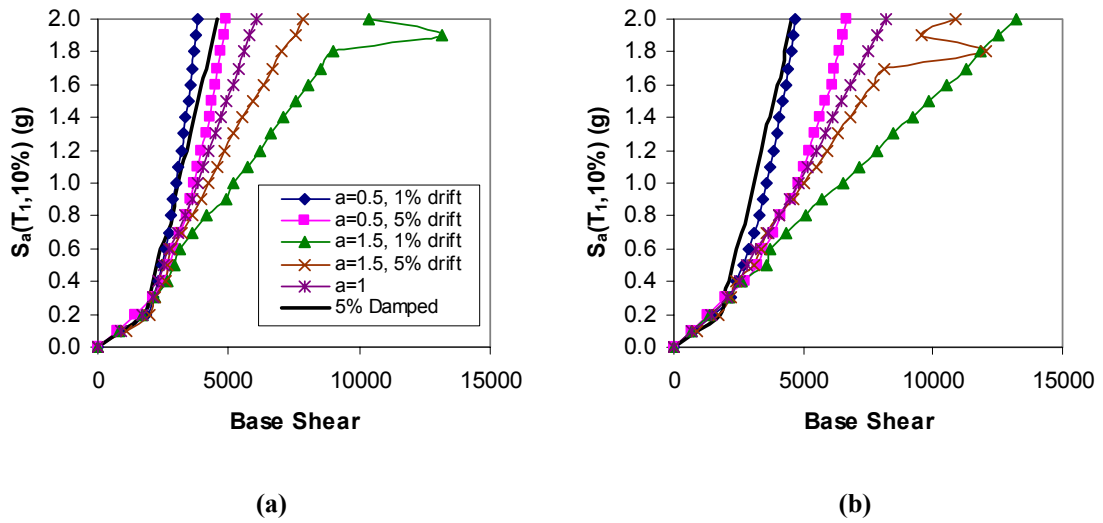 2.0
1.8
1.6
1.4
1.2
1.0
0.8
0.6
0.4
0.2
0.0
Sa(T1,10%) (g)
a=0.5, 1% drift
a=0.5, 5% drift
a=1.5, 1% drift
a=1.5, 5% drift
a=1
5% Damped
0 5000 10000 15000
Base Shear
(a)
2.0
1.8
1.6
1.4
1.2
1.0
0.8
0.6
0.4
0.2
0.0
Sa(T1,10%) (g)
0 5000 10000 15000
Base Shear
(b)